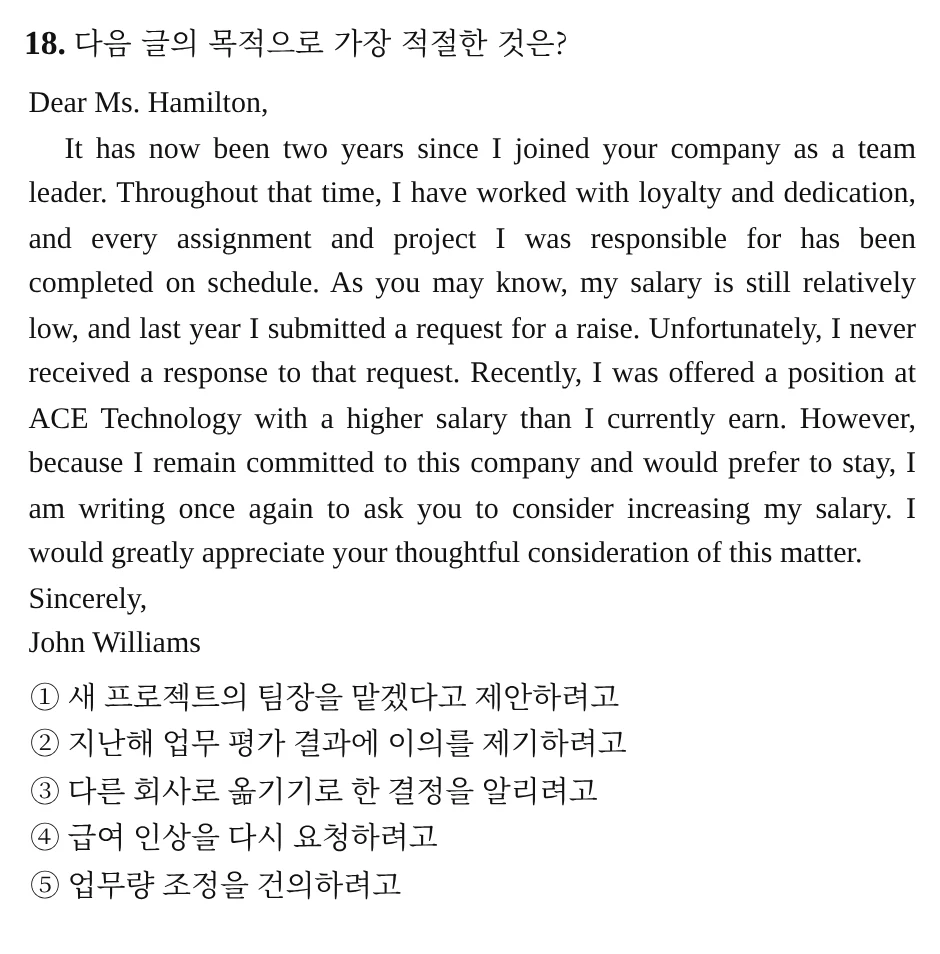 18. 다음 글의 목적으로 가장 적절한 것은?
Dear Ms. Hamilton,
It has now been two years since I joined your company as a team
leader. Throughout that time, I have worked with loyalty and dedication,
and every assignment and project I was responsible for has been
completed on schedule. As you may know, my salary is still relatively
low, and last year I submitted a request for a raise. Unfortunately, I never
received a response to that request. Recently, I was offered a position at
ACE Technology with a higher salary than I currently earn. However,
because I remain committed to this company and would prefer to stay, I
am writing once again to ask you to consider increasing my salary. I
would greatly appreciate your thoughtful consideration of this matter.
Sincerely,
John Williams
① 새 프로젝트의 팀장을 맡겠다고 제안하려고
② 지난해 업무 평가 결과에 이의를 제기하려고
③ 다른 회사로 옮기기로 한 결정을 알리려고
④ 급여 인상을 다시 요청하려고
⑤ 업무량 조정을 건의하려고